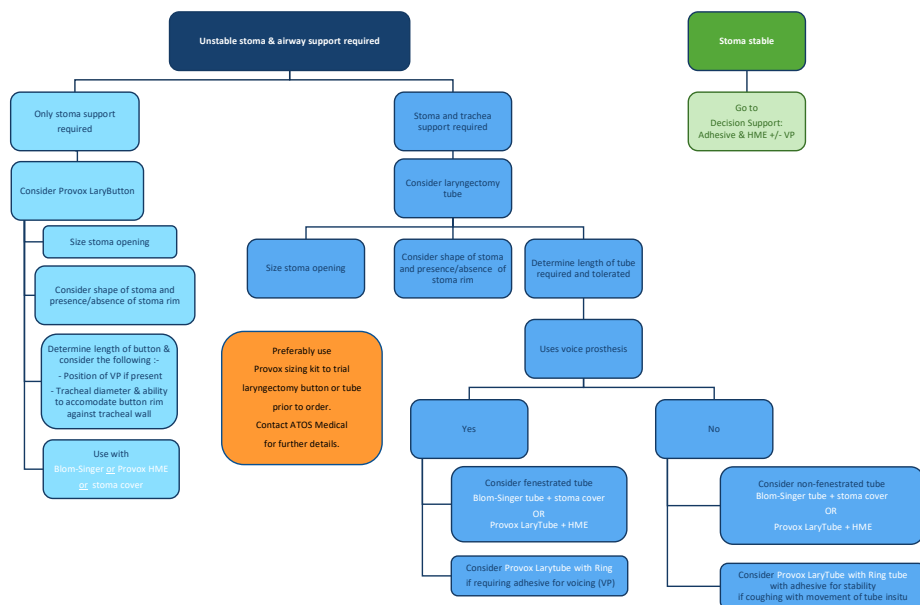 Unstable stoma & airway support required
Stoma stable
Only stoma support
required
Stoma and trachea
support required
Go to
Decision Support:
Adhesive & HME +/- VP
Consider Provox LaryButton
Consider laryngectomy
tube
Size stoma opening
Consider shape of stoma and
presence/absence of stoma rim
Determine length of button &
consider the following :-
- Position of VP if present
- Tracheal diameter & ability
to accomodate button rim
against tracheal wall
Use with
Blom-Singer or Provox HME
or stoma cover
Size stoma opening
Consider shape of stoma
and presence/absence of
stoma rim
Determine length of tube
required and tolerated
Preferably use
Provox sizing kit to trial
laryngectomy button or tube
prior to order.
Contact ATOS Medical
for further details.
Uses voice prosthesis
Yes
No
Consider fenestrated tube
Blom-Singer tube + stoma cover
OR
Provox LaryTube + HME
Consider non-fenestrated tube
Blom-Singer tube + stoma cover
OR
Provox LaryTube + HME
Consider Provox Larytube with Ring
if requiring adhesive for voicing (VP)
Consider Provox LaryTube with Ring tube
with adhesive for stability
if coughing with movement of tube insitu